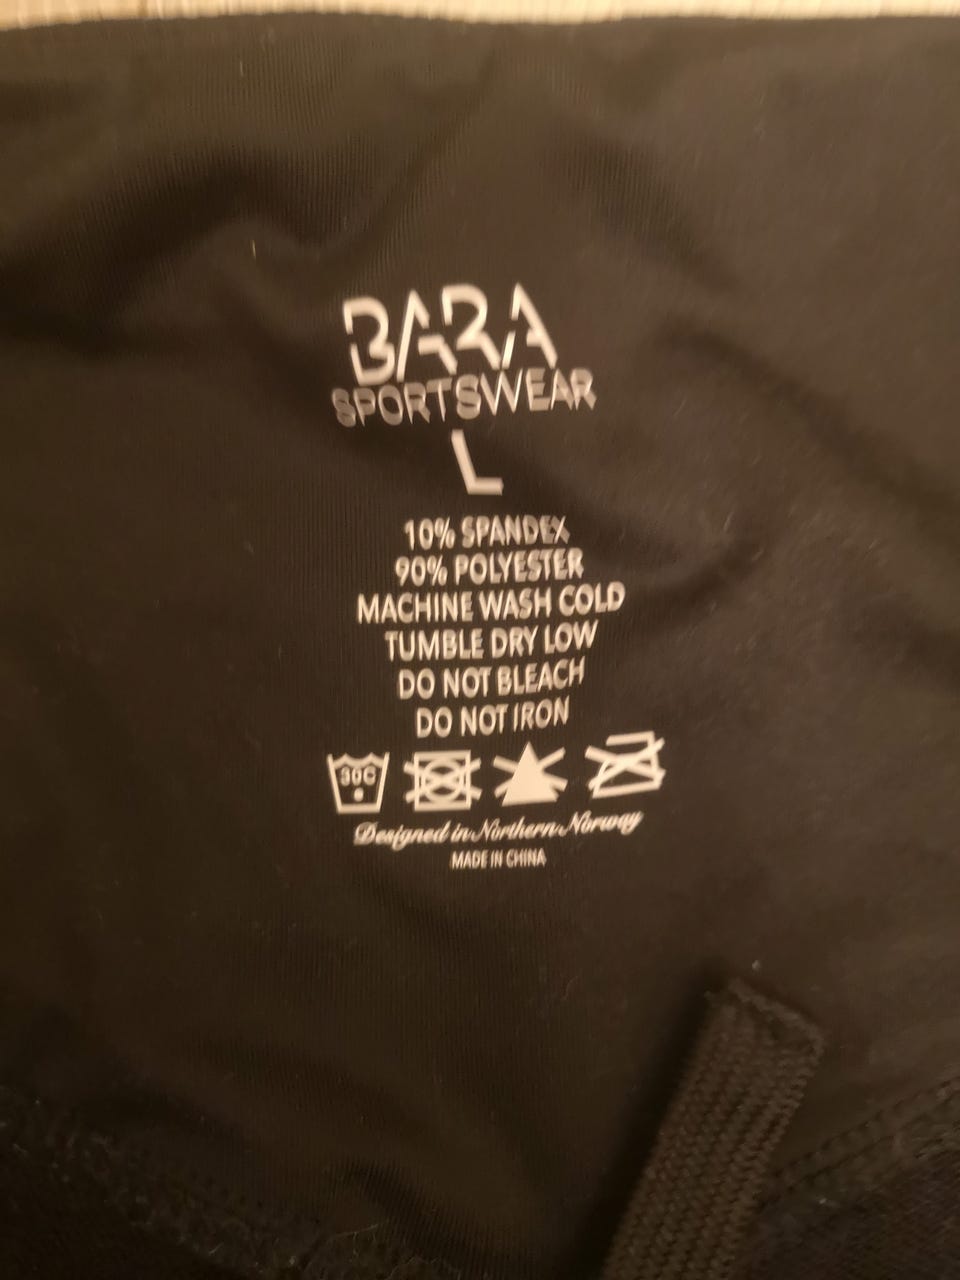 BARA
SPORTSWEAR
L
10% SPANDEX
90% POLYESTER
MACHINE WASH COLD
TUMBLE DRY LOW
DO NOT BLEACH
DO NOT IRON
30C
Designed in Northern Norway
MADE IN CHINA